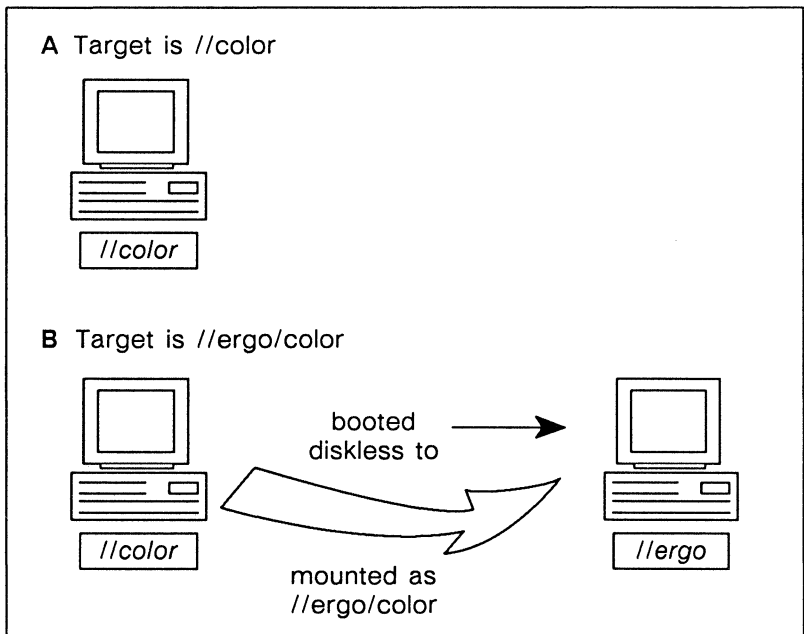 A Target is //color
//color
B Target is //ergo/color
booted
diskless to
//color
//ergo
mounted as
//ergo/color